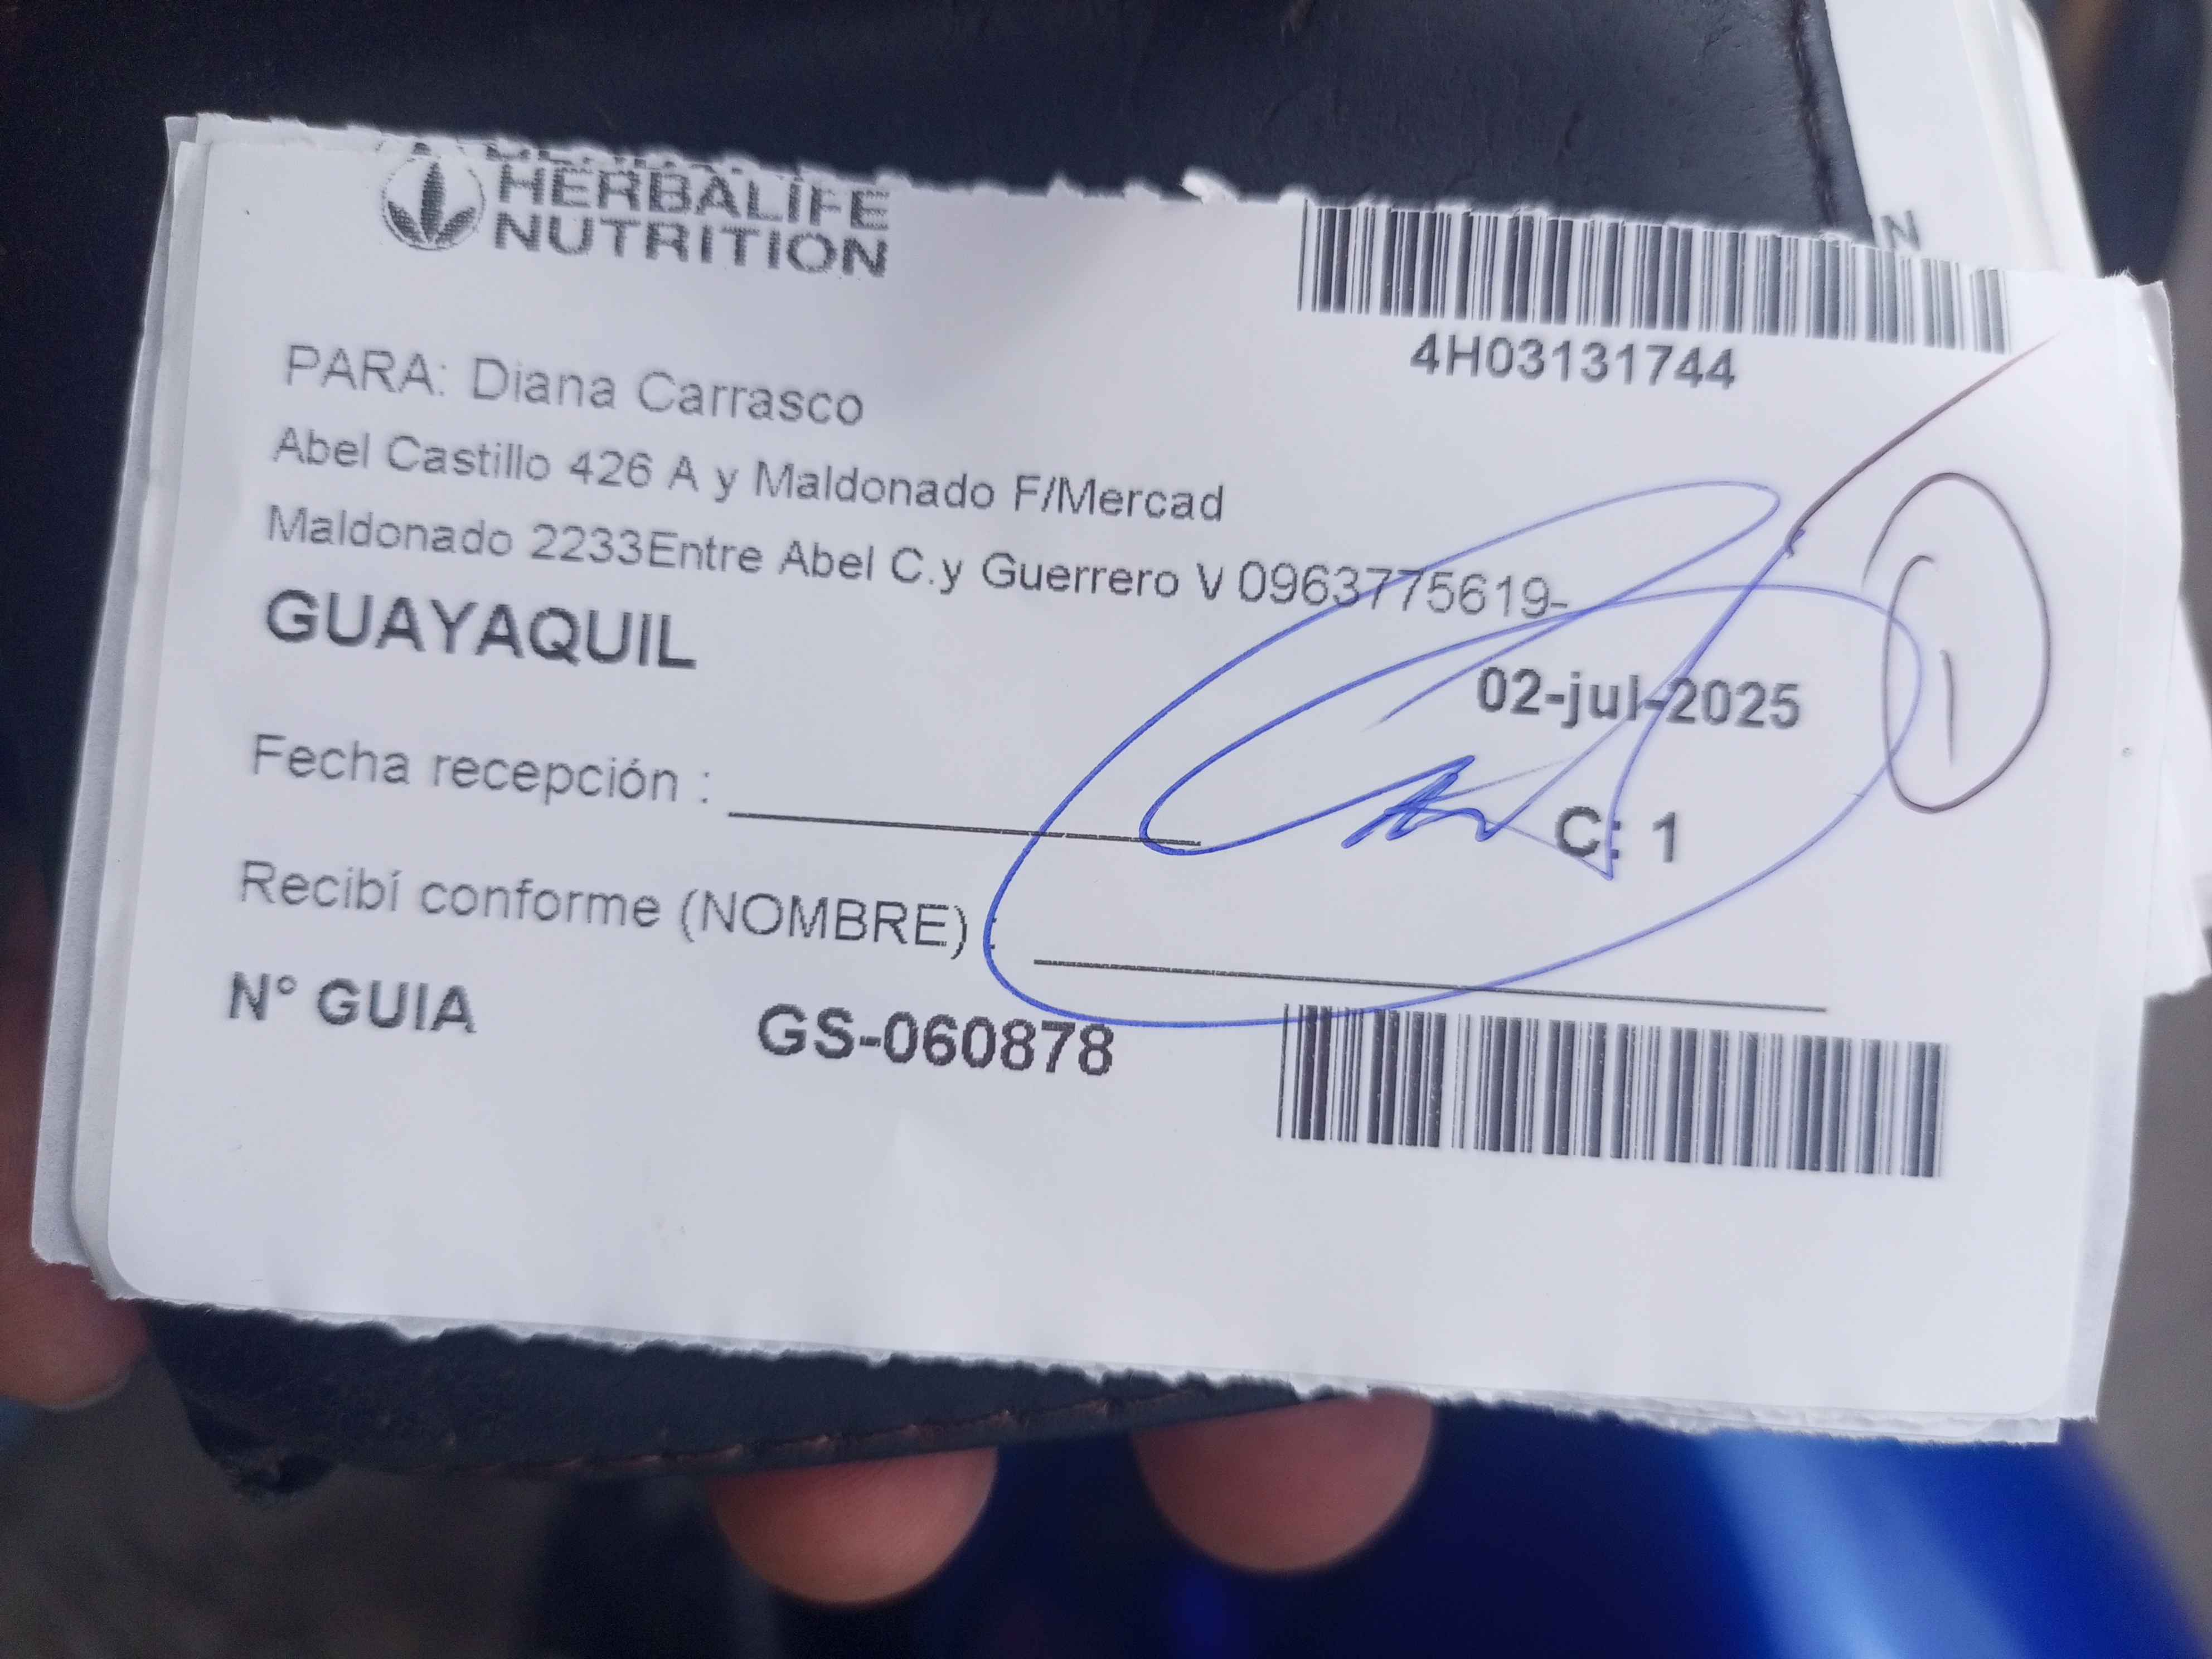 HERBALIFE
NUTRITION
N
4H03131744
PARA: Diana Carrasco
Abel Castillo 426 A y Maldonado F/Mercad
Maldonado 2233Entre Abel C.y Guerrero V 0963775619-
GUAYAQUIL
02-jul-2025
1
Fecha recepción :
C: 1
Recibí conforme (NOMBRE) :
N° GUIA GS-060878